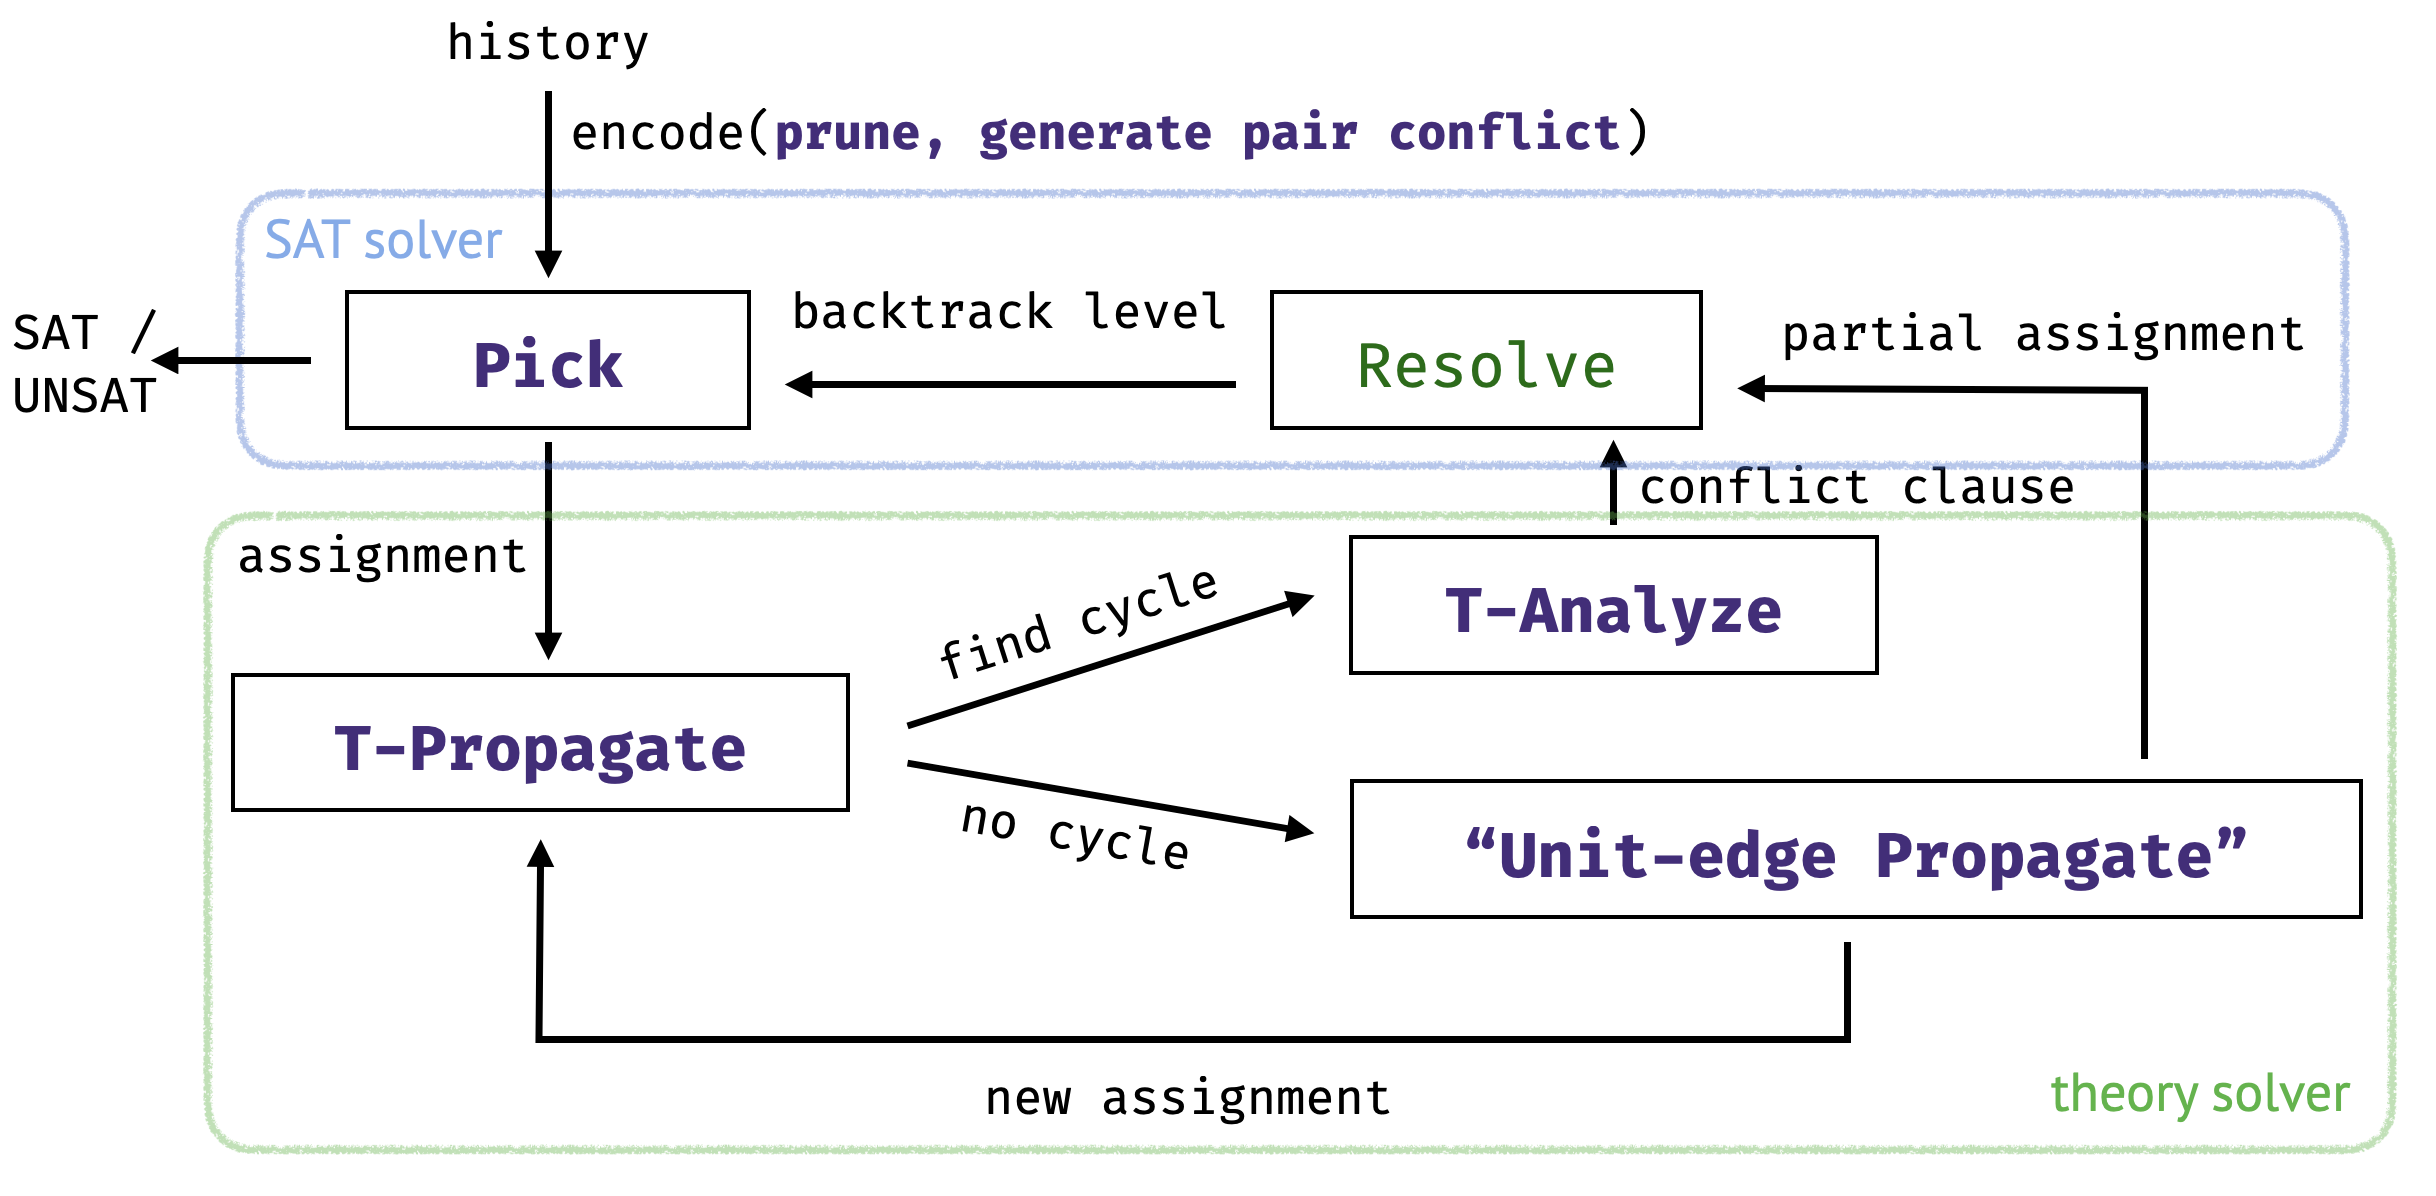 history
encode(prune, generate pair conflict)
SAT solver
SAT /
UNSAT
Pick
backtrack level
Resolve
partial assignment
conflict clause
assignment
find cycle
T-Analyze
T-Propagate
no cycle
“Unit-edge Propagate”
new assignment
theory solver